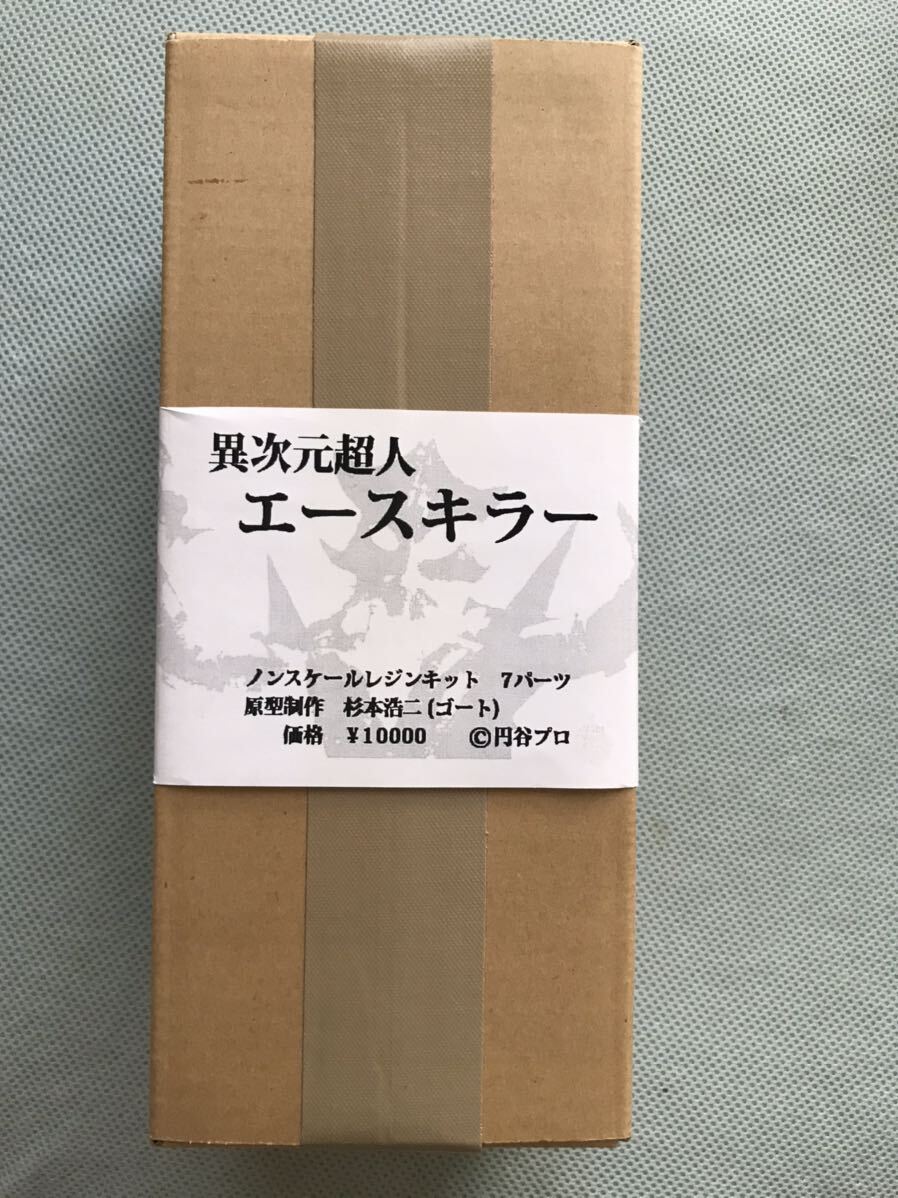 異次元超人
エースキラー
ノンスケールレジンキット　7パーツ
原型制作　杉本浩二(ゴート)
価格　¥10000　©円谷プロ